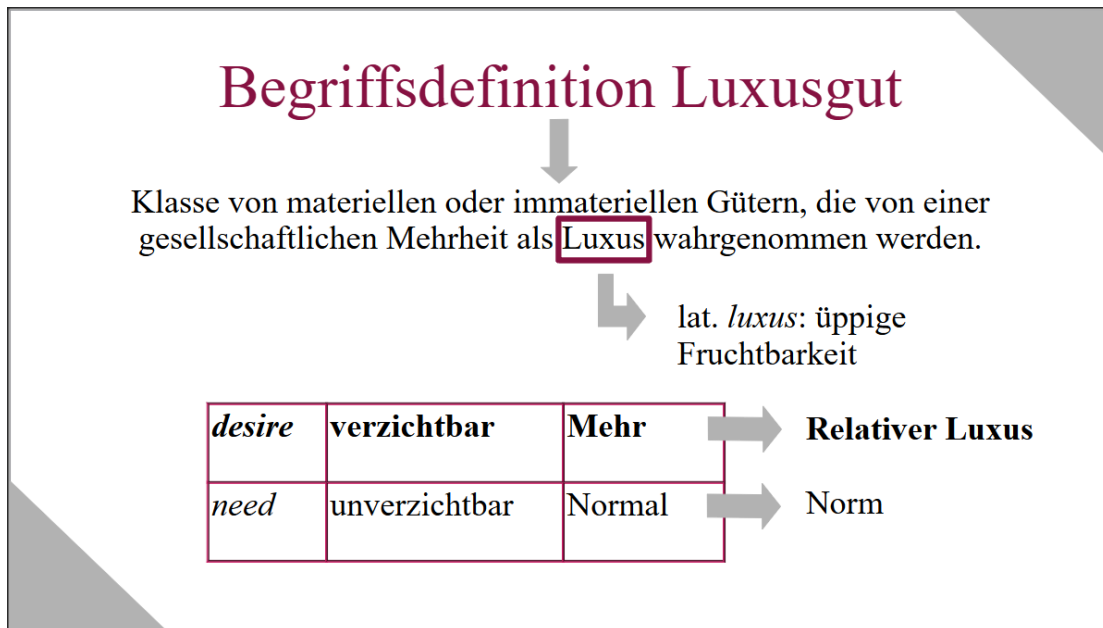 Begriffsdefinition Luxusgut
Klasse von materiellen oder immateriellen Gütern, die von einer
gesellschaftlichen Mehrheit als Luxus wahrgenommen werden.
lat. luxus: üppige
Fruchtbarkeit
desire verzichtbar Mehr Relativer Luxus
need unverzichtbar Normal Norm